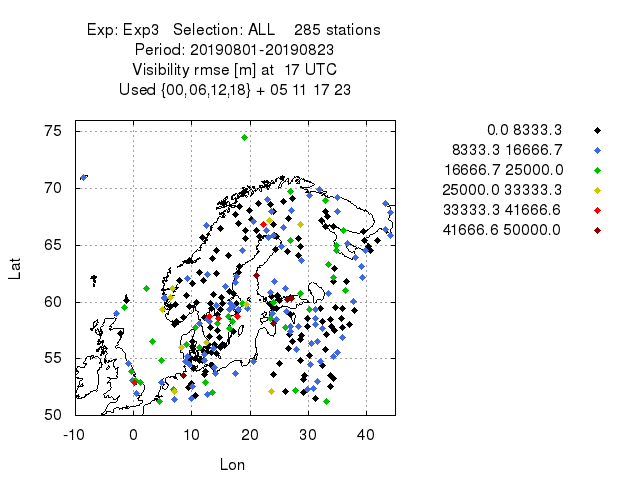 Exp: Exp3   Selection: ALL    285 stations
Period: 20190801-20190823
Visibility rmse [m] at  17 UTC
Used {00,06,12,18} + 05 11 17 23
0.0 8333.3
8333.3 16666.7
16666.7 25000.0
25000.0 33333.3
33333.3 41666.6
41666.6 50000.0
75
70
65
60
55
50
Lat
-10 0 10 20 30 40
Lon